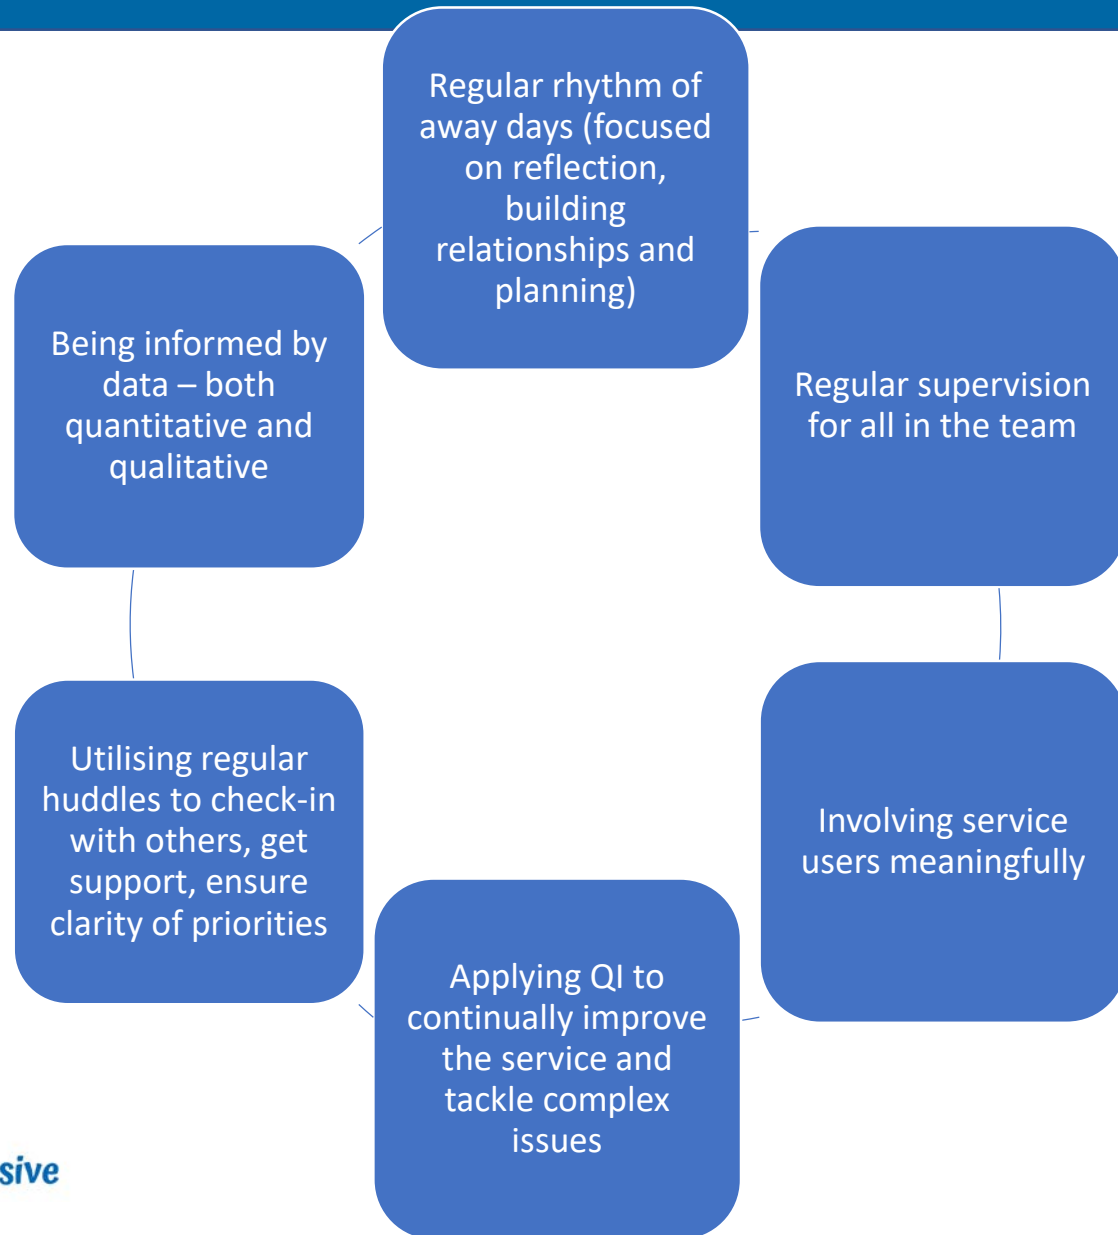 Regular rhythm of
away days (focused
on reflection,
building
relationships and
planning)
Regular supervision
for all in the team
Involving service
users meaningfully
Applying QI to
continually improve
the service and
tackle complex
issues
Utilising regular
huddles to check-in
with others, get
support, ensure
clarity of priorities
Being informed by
data – both
quantitative and
qualitative
sive